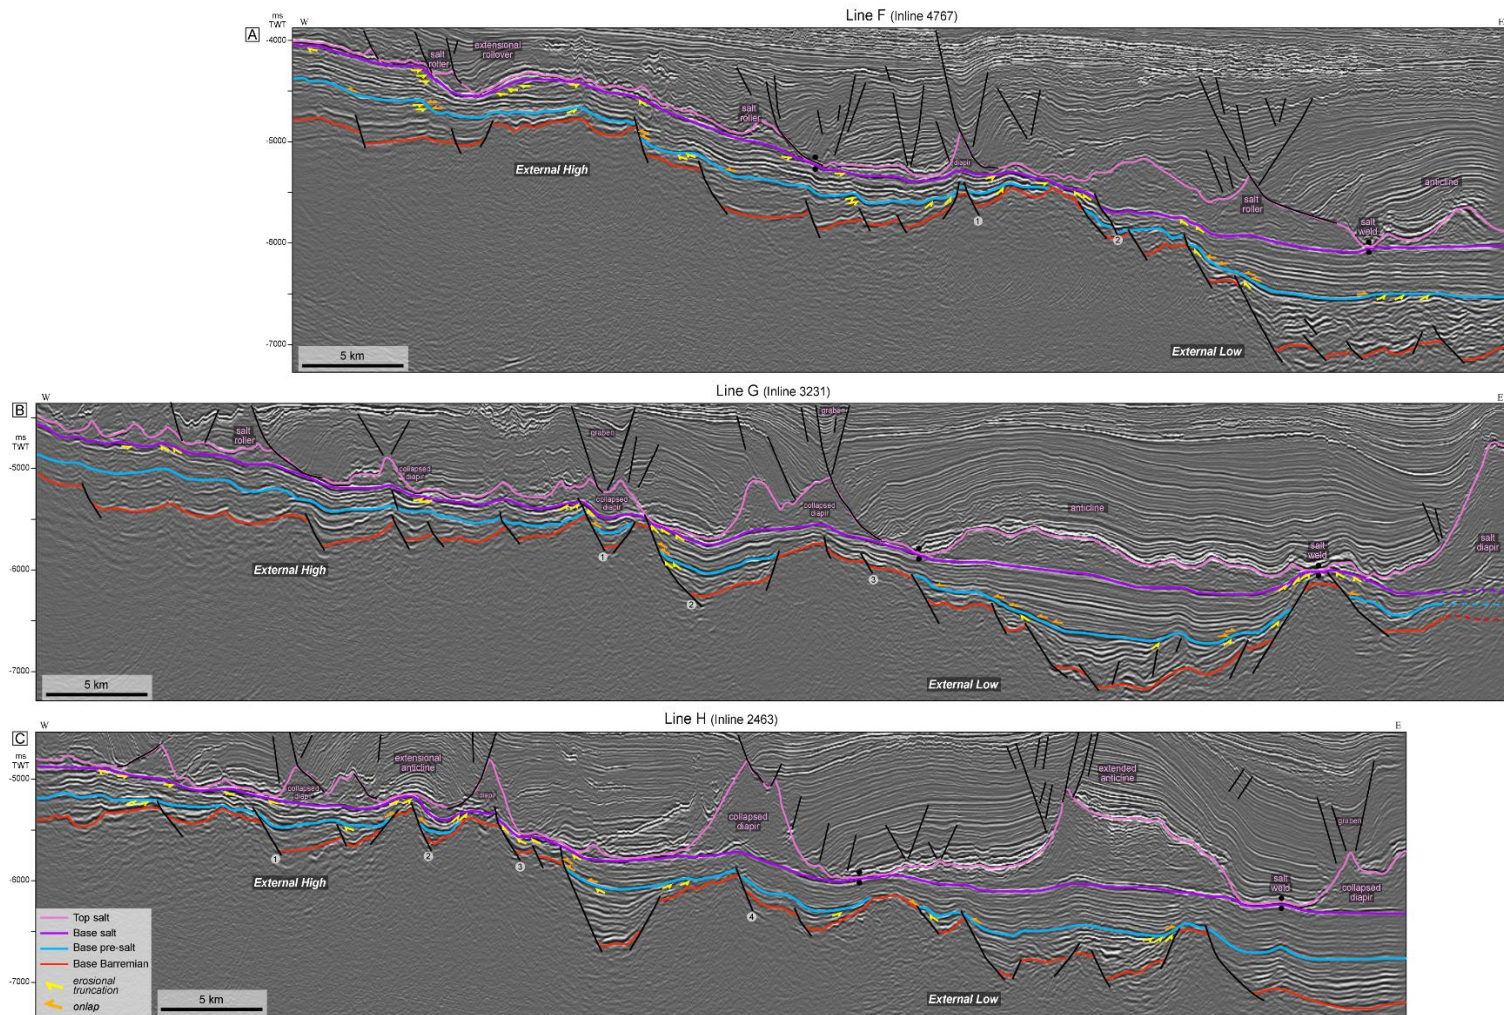 Line F (Inline 4767)
A
ms
TWT
W
E
-4000
-5000
-6000
-7000
salt
roller
extensional
rollover
salt
roller
diapir
External High
1
2
salt
roller
anticline
salt
weld
External Low
5 km
Line G (Inline 3231)
B
W
E
ms
TWT
-5000
-6000
-7000
salt
roller
collapsed
diapir
graben
collapsed
diapir
graben
collapsed
diapir
anticline
salt
weld
salt
diapir
1
2
3
External High
External Low
5 km
Line H (Inline 2463)
C
W
E
ms
TWT
-5000
-6000
-7000
collapsed
diapir
extensional
anticline
diapir
collapsed
diapir
extended
anticline
graben
salt
weld
collapsed
diapir
1
2
3
4
External High
External Low
Top salt
Base salt
Base pre-salt
Base Barremian
erosional
truncation
onlap
5 km